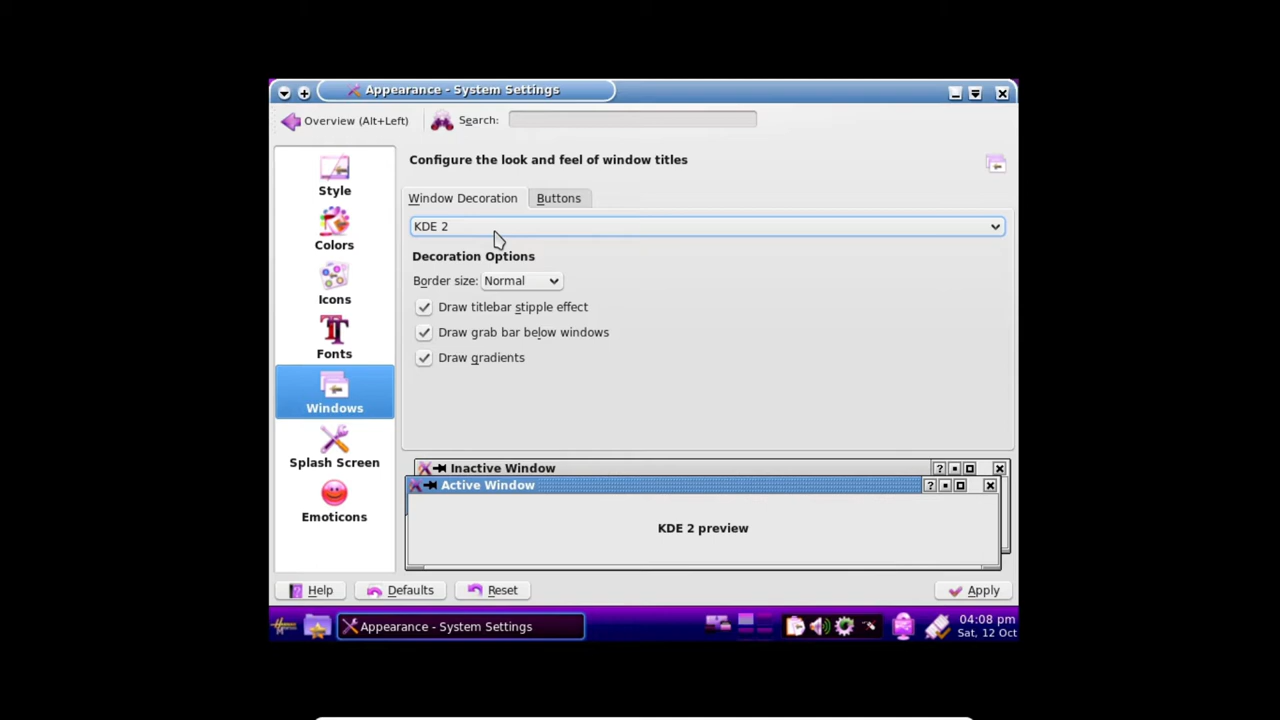 Appearance - System Settings
Overview (Alt+Left)
Search:
Style
Colors
Icons
Fonts
Windows
Splash Screen
Emoticons
Configure the look and feel of window titles
Window Decoration
Buttons
KDE 2
Decoration Options
Border size: Normal
Draw titlebar stipple effect
Draw grab bar below windows
Draw gradients
Inactive Window
Active Window
KDE 2 preview
Help
Defaults
Reset
Apply
Appearance - System Settings
04:08 pm
Sat, 12 Oct